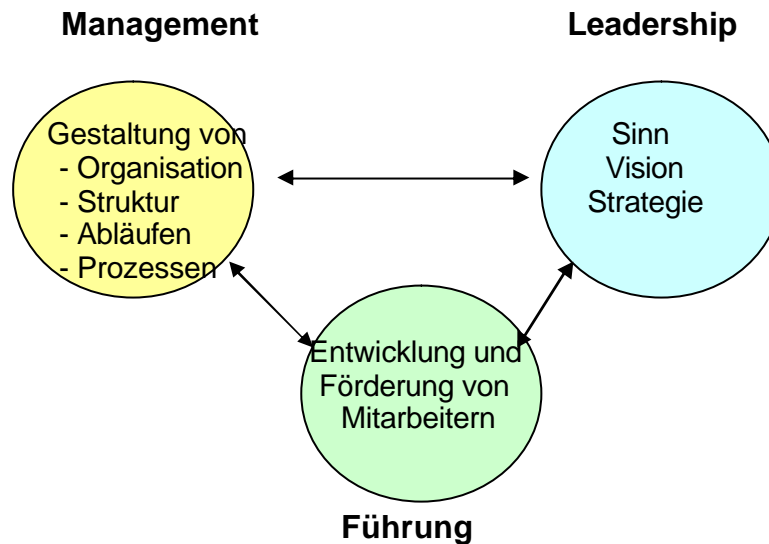 Management
Leadership
Gestaltung von
- Organisation
- Struktur
- Abläufen
- Prozessen
Sinn
Vision
Strategie
Entwicklung und
Förderung von
Mitarbeitern
Führung